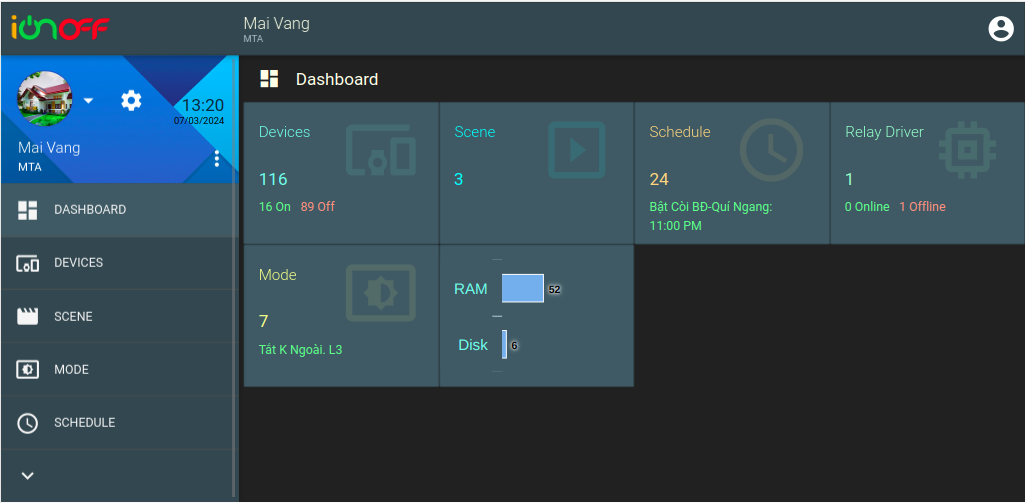 iONOFF
Mai Vang
MTA
13:20
07/03/2024
Mai Vang
MTA
DASHBOARD
DEVICES
SCENE
MODE
SCHEDULE
Dashboard
Devices
116
16 On 89 Off
Scene
3
Schedule
24
Bật Còi BĐ-Quí Ngang:
11:00 PM
Relay Driver
1
0 Online 1 Offline
Mode
7
Tắt K Ngoài. L3
RAM 52
Disk 6